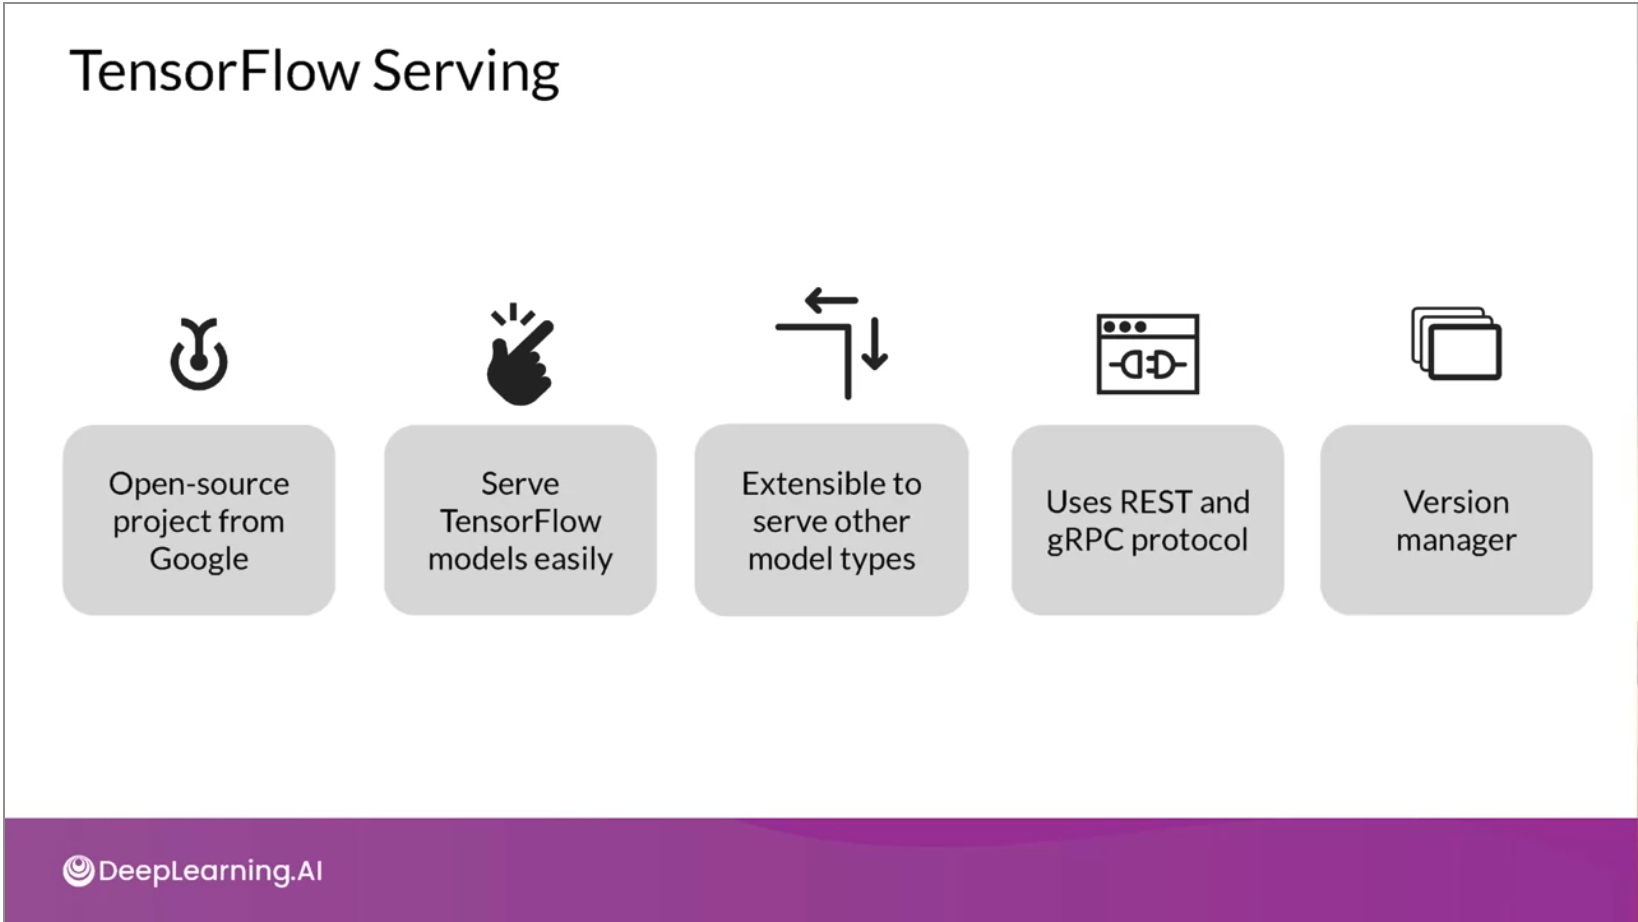 TensorFlow Serving
Open-source
project from
Google
Serve
TensorFlow
models easily
Extensible to
serve other
model types
Uses REST and
gRPC protocol
Version
manager
DeepLearning.AI